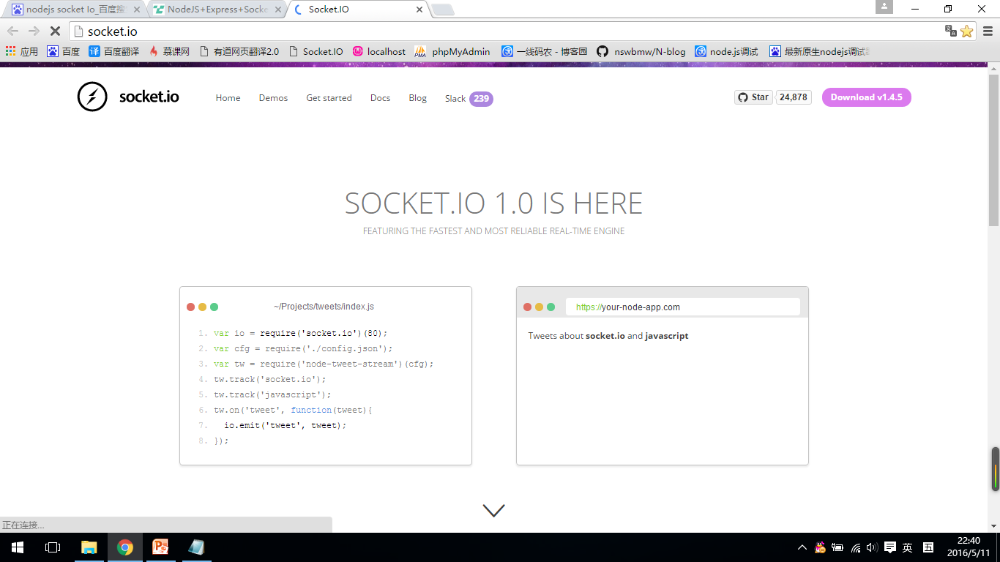 nodejs socket Io_百度搜
NodeJS+Express+Socke
Socket.IO
socket.io
应用
百度
百度翻译
慕课网
有道网页翻译2.0
Socket.IO
localhost
phpMyAdmin
一线码农 - 博客园
nswbmw/N-blog
node.js调试
最新原生nodejs调试
socket.io
Home
Demos
Get started
Docs
Blog
Slack 239
Star
24,878
Download v1.4.5
SOCKET.IO 1.0 IS HERE
FEATURING THE FASTEST AND MOST RELIABLE REAL-TIME ENGINE
~/Projects/tweets/index.js
1. var io = require('socket.io')(80);
2. var cfg = require('./config.json');
3. var tw = require('node-tweet-stream')(cfg);
4. tw.track('socket.io');
5. tw.track('javascript');
6. tw.on('tweet', function(tweet){
7. io.emit('tweet', tweet);
8. });
https://your-node-app.com
Tweets about socket.io and javascript
正在连接...
英
22:40
2016/5/11